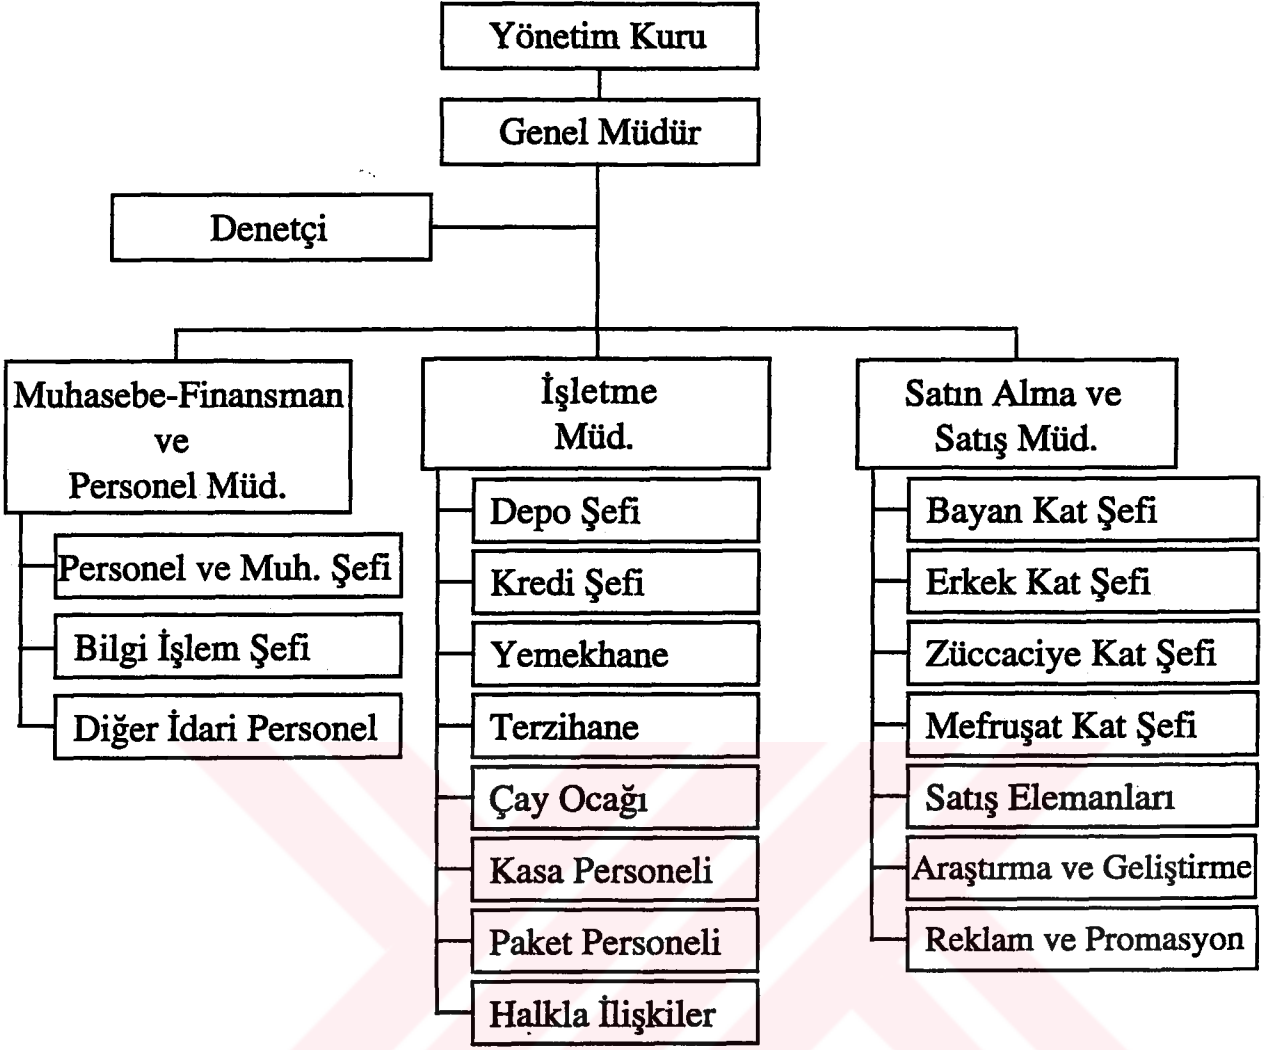 Yönetim Kuru
Genel Müdür
Denetçi
Muhasebe-Finansman
ve
Personel Müd.
Personel ve Muh. Şefi
Bilgi İşlem Şefi
Diğer İdari Personel
İşletme
Müd.
Depo Şefi
Kredi Şefi
Yemekhane
Terzihane
Çay Ocağı
Kasa Personeli
Paket Personeli
Halkla İlişkiler
Satın Alma ve
Satış Müd.
Bayan Kat Şefi
Erkek Kat Şefi
Züccaciye Kat Şefi
Mefruşat Kat Şefi
Satış Elemanları
Araştırma ve Geliştirme
Reklam ve Promasyon